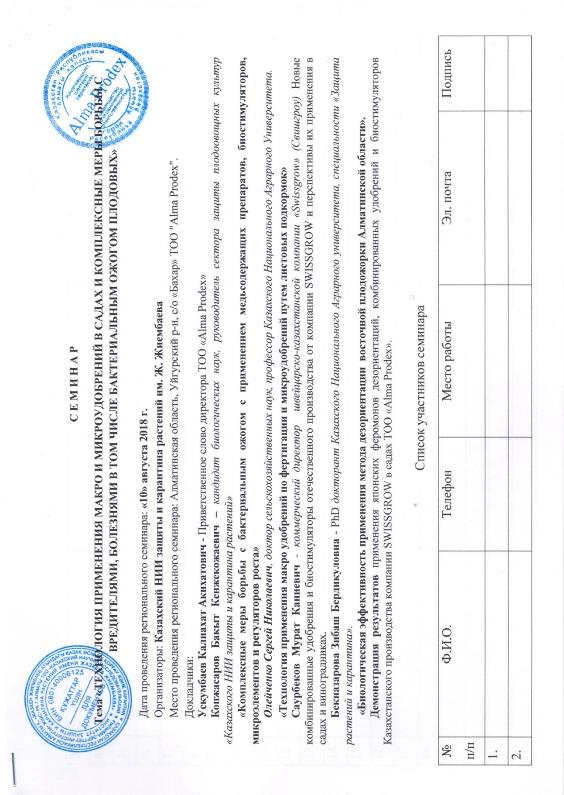 СЕМИНАР
Тема «ТЕХНОЛОГИЯ ПРИМЕНЕНИЯ МАКРО И МИКРОУДОБРЕНИЙ В САДАХ И КОМПЛЕКСНЫЕ МЕРЫ БОРЬБЫ С
ВРЕДИТЕЛЯМИ, БОЛЕЗНЯМИ В ТОМ ЧИСЛЕ БАКТЕРИАЛЬНЫМ ОЖОГОМ ПЛОДОВЫХ»
Дата проведения регионального семинара: «10» августа 2018 г.
Организаторы: Казахский НИИ защиты и карантина растений им. Ж. Жиембаева
Место проведения регионального семинара: Алматинская область, Уйгурский р-н, с/о «Бахар» ТОО "Alma Prodex".
Докладчики:
Ускумбаев Калиахат Акихатович - Приветственное слово директора ТОО «Alma Prodex»
Копжасаров Бакыт Кенжекожаевич – кандидат биологических наук, руководитель сектора защиты плодоовощных культур
«Казахского НИИ защиты и карантина растений»
«Комплексные меры борьбы с бактериальным ожогом с применением медьсодержащих препаратов, биостимуляторов,
микроэлементов и регуляторов роста»
Олейченко Сергей Николаевич, доктор сельскохозяйственных наук, профессор Казахского Национального Аграрного Университета.
«Технология применения макро удобрений по фертигации и микроудобрений путем листовых подкормок»
Саурбеков Мурат Каниевич - коммерческий директор швейцарско-казахстанской компании «Swissgrow» (Свишгроу) Новые
комбинированные удобрения и биостимуляторы отечественного производства от компании SWISSGROW и перспективы их применения в
садах и виноградниках.
Бекназарова Зибаш Бердикуловна - PhD докторант Казахского Национального Аграрного университета, специальности «Защита
растений и карантина».
«Биологическая эффективность применения метода дезориентации восточной плодожорки Алматинской области».
Демонстрация результатов применения японских феромонов дезориентаций, комбинированных удобрений и биостимуляторов
Казахстанского производства компании SWISSGROW в садах ТОО «Alma Prodex».
Список участников семинара
№ п/п Ф.И.О. Телефон Место работы Эл. почта Подпись
1.
2.
Alma Prodex